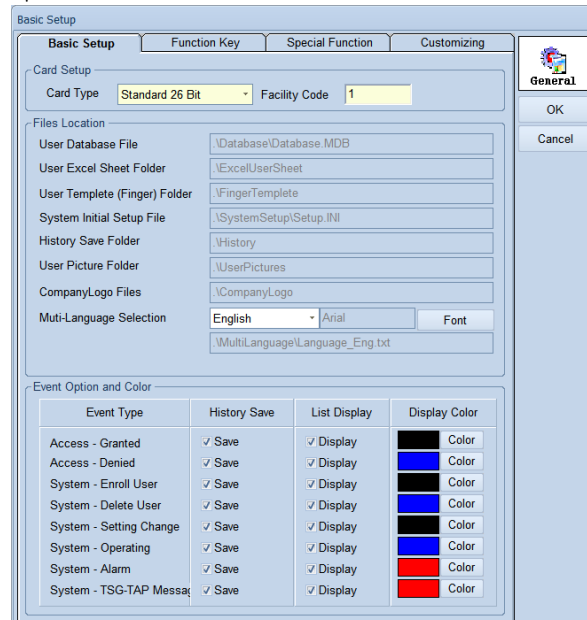 Basic Setup
Basic Setup Function Key Special Function Customizing
General
OK
Cancel
Card Setup
Card Type Standard 26 Bit Facility Code 1
Files Location
User Database File .\Database\Database.MDB
User Excel Sheet Folder .\ExcelUserSheet
User Templete (Finger) Folder .\FingerTemplete
System Initial Setup File .\SystemSetup\Setup.INI
History Save Folder .\History
User Picture Folder .\UserPictures
CompanyLogo Files .\CompanyLogo
Muti-Language Selection English Arial Font
.\MultiLanguage\Language_Eng.txt
Event Option and Color
Event Type History Save List Display Display Color
Access - Granted Save Display Color
Access - Denied Save Display Color
System - Enroll User Save Display Color
System - Delete User Save Display Color
System - Setting Change Save Display Color
System - Operating Save Display Color
System - Alarm Save Display Color
System - TSG-TAP Messag Save Display Color